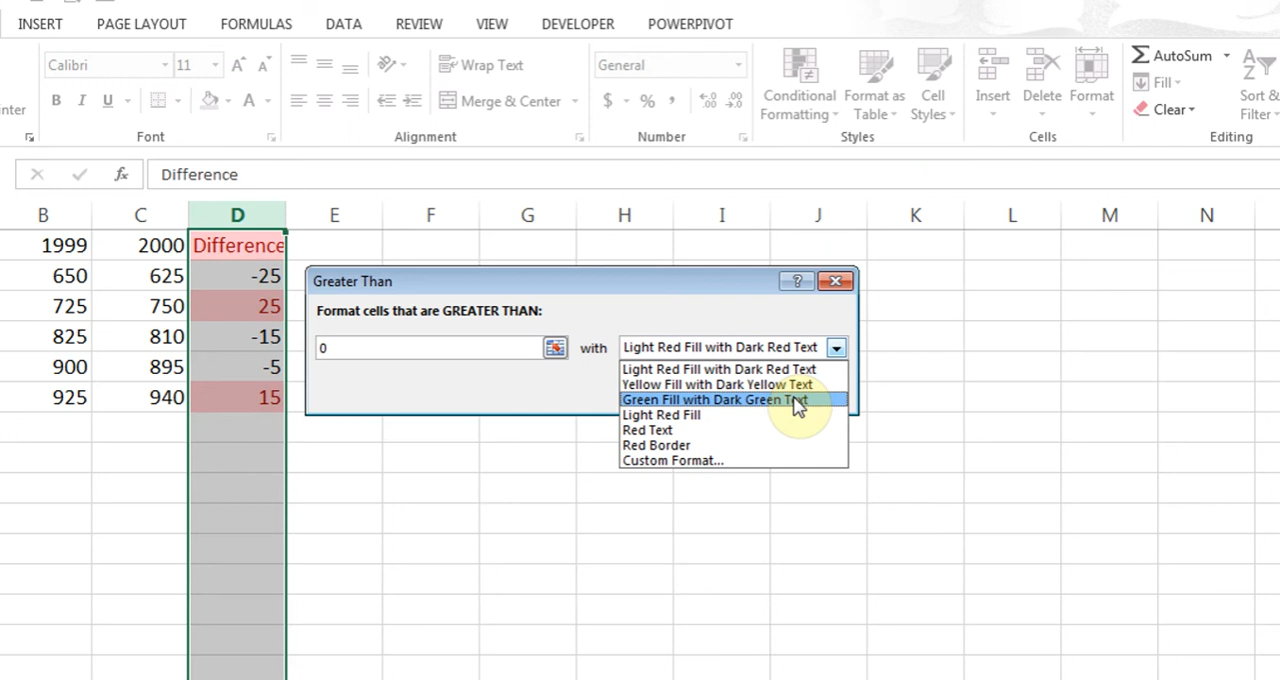 INSERT PAGE LAYOUT FORMULAS DATA REVIEW VIEW DEVELOPER POWERPIVOT
Calibri 11 A A Wrap Text General Σ AutoSum
Conditional Formatting Format as Table Cell Styles Insert Delete Format Fill Sort & Filter
inter B I U A Merge & Center $ % , .00 .0 Clear
Font Alignment Number Styles Cells Editing
fx Difference
B C D E F G H I J K L M N
1999 2000 Difference
650 625 -25
725 750 25
825 810 -15
900 895 -5
925 940 15
Greater Than ?
Format cells that are GREATER THAN:
0 with Light Red Fill with Dark Red Text
Light Red Fill with Dark Red Text
Yellow Fill with Dark Yellow Text
Green Fill with Dark Green Text
Light Red Fill
Red Text
Red Border
Custom Format...